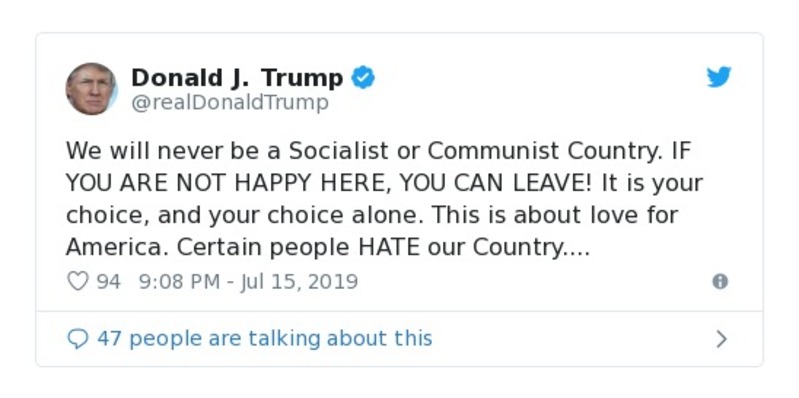 Donald J. Trump
@realDonaldTrump
We will never be a Socialist or Communist Country. IF
YOU ARE NOT HAPPY HERE, YOU CAN LEAVE! It is your
choice, and your choice alone. This is about love for
America. Certain people HATE our Country....
94 9:08 PM - Jul 15, 2019
47 people are talking about this